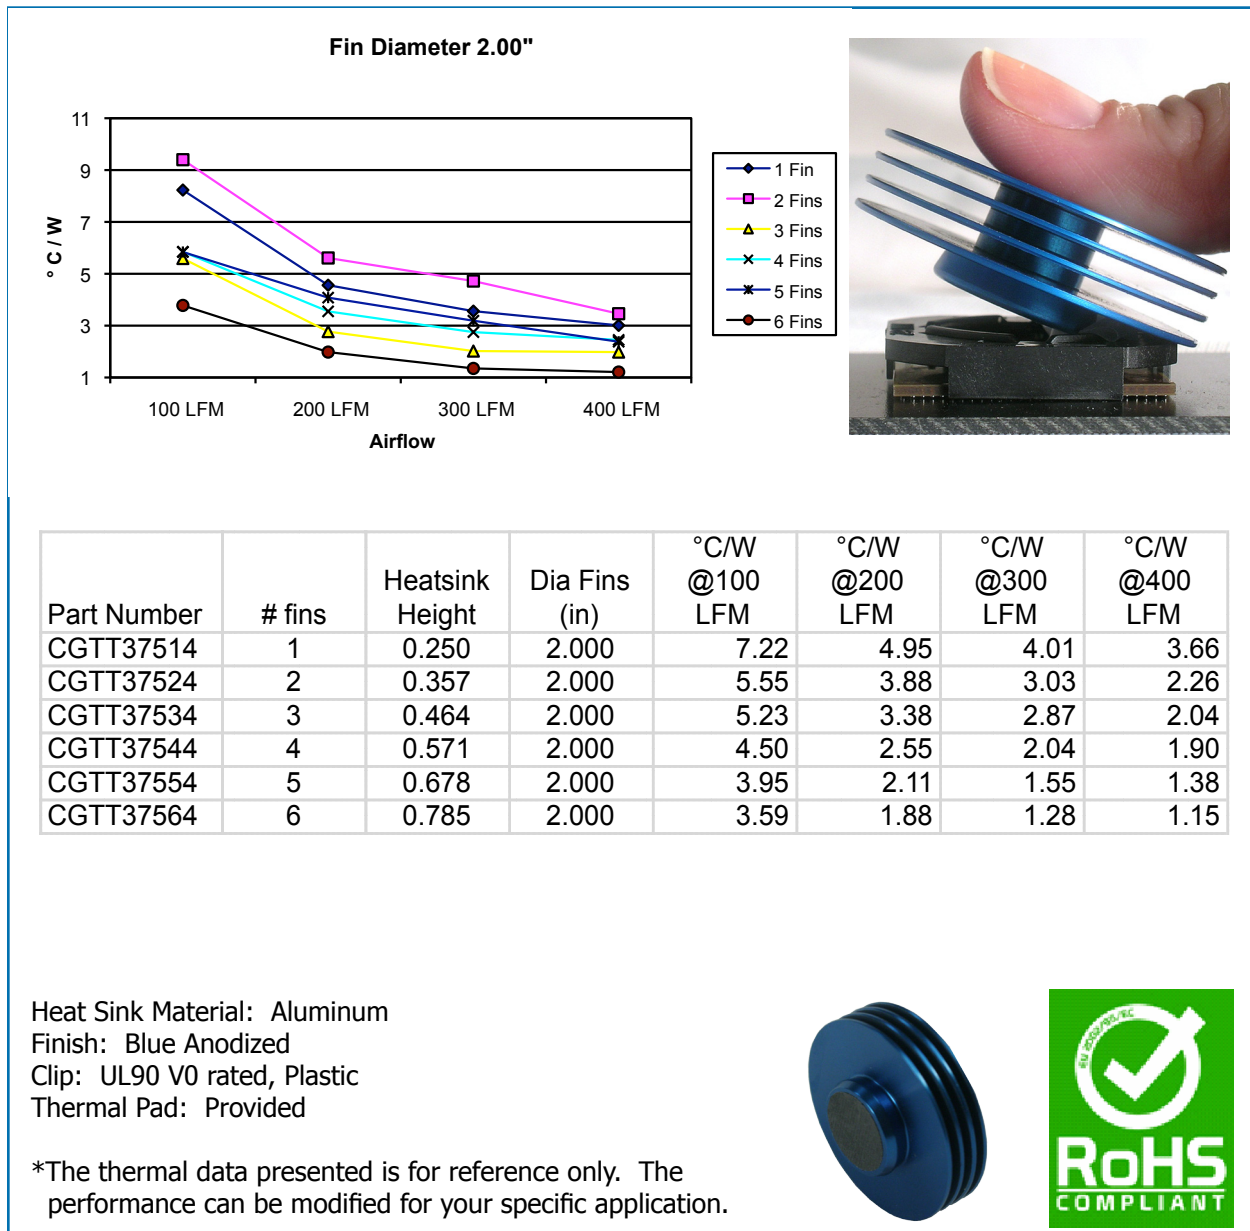 Fin Diameter 2.00"
11
9
7
5
3
1
° C / W
100 LFM 200 LFM 300 LFM 400 LFM
Airflow
1 Fin
2 Fins
3 Fins
4 Fins
5 Fins
6 Fins
Part Number # fins Heatsink Height Dia Fins (in) °C/W @100 LFM °C/W @200 LFM °C/W @300 LFM °C/W @400 LFM
CGTT37514 1 0.250 2.000 7.22 4.95 4.01 3.66
CGTT37524 2 0.357 2.000 5.55 3.88 3.03 2.26
CGTT37534 3 0.464 2.000 5.23 3.38 2.87 2.04
CGTT37544 4 0.571 2.000 4.50 2.55 2.04 1.90
CGTT37554 5 0.678 2.000 3.95 2.11 1.55 1.38
CGTT37564 6 0.785 2.000 3.59 1.88 1.28 1.15
Heat Sink Material: Aluminum
Finish: Blue Anodized
Clip: UL90 V0 rated, Plastic
Thermal Pad: Provided
*The thermal data presented is for reference only. The
performance can be modified for your specific application.
EU 2002/95/EC
RoHS
COMPLIANT